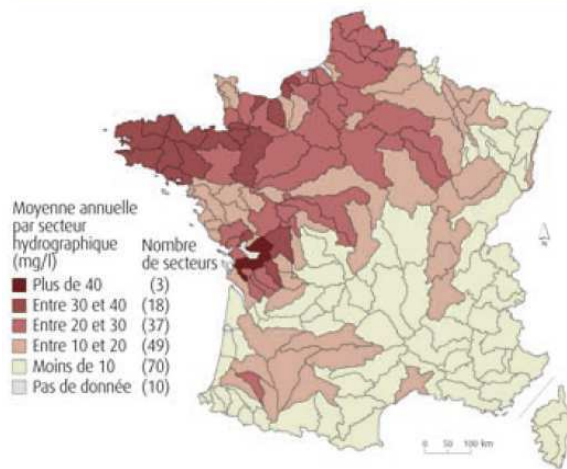 Moyenne annuelle
par secteur
hydrographique
(mg/l)
Nombre
de secteurs
Plus de 40 (3)
Entre 30 et 40 (18)
Entre 20 et 30 (37)
Entre 10 et 20 (49)
Moins de 10 (70)
Pas de donnée (10)
N
0 50 100 km